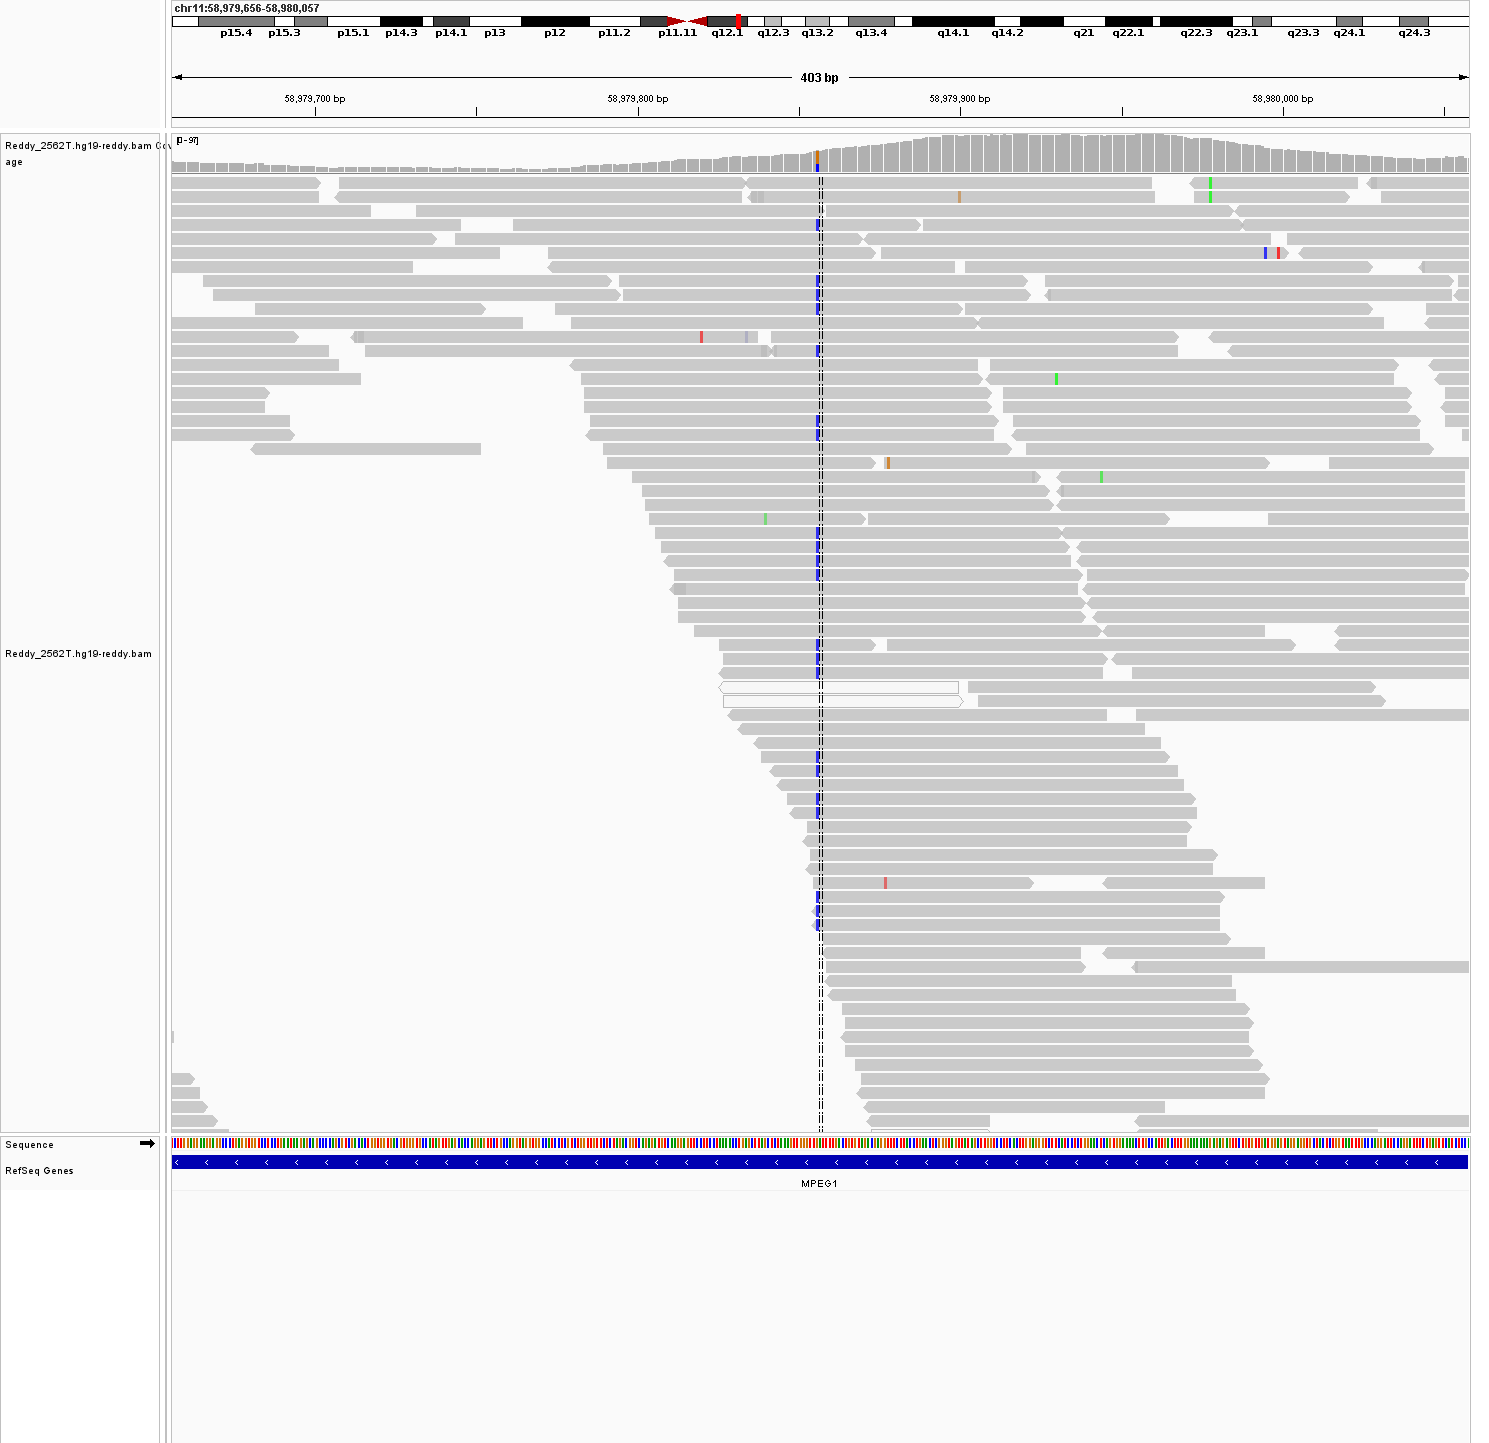 chr11:58,979,656-58,980,057
p15.4 p15.3 p15.1 p14.3 p14.1 p13 p12 p11.2 p11.11 q12.1 q12.3 q13.2 q13.4 q14.1 q14.2 q21 q22.1 q22.3 q23.1 q23.3 q24.1 q24.3
403 bp
58,979,700 bp 58,979,800 bp 58,979,900 bp 58,980,000 bp
[0 - 97]
Reddy_2562T.hg19-reddy.bam Cov
age
Reddy_2562T.hg19-reddy.bam
Sequence
RefSeq Genes
MPEG1